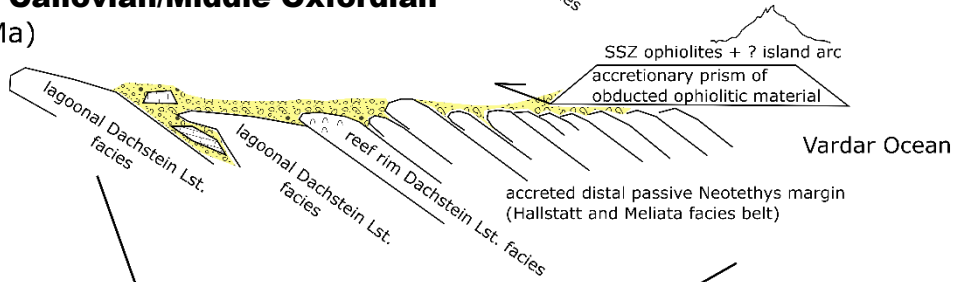 Callovian/Middle Oxfordian
Ma)
SSZ ophiolites + ? island arc
accretionary prism of
obducted ophiolitic material
Vardar Ocean
lagoonal Dachstein Lst.
facies
lagoonal Dachstein Lst.
facies
reef rim Dachstein Lst. facies
accreted distal passive Neotethys margin
(Hallstatt and Meliata facies belt)